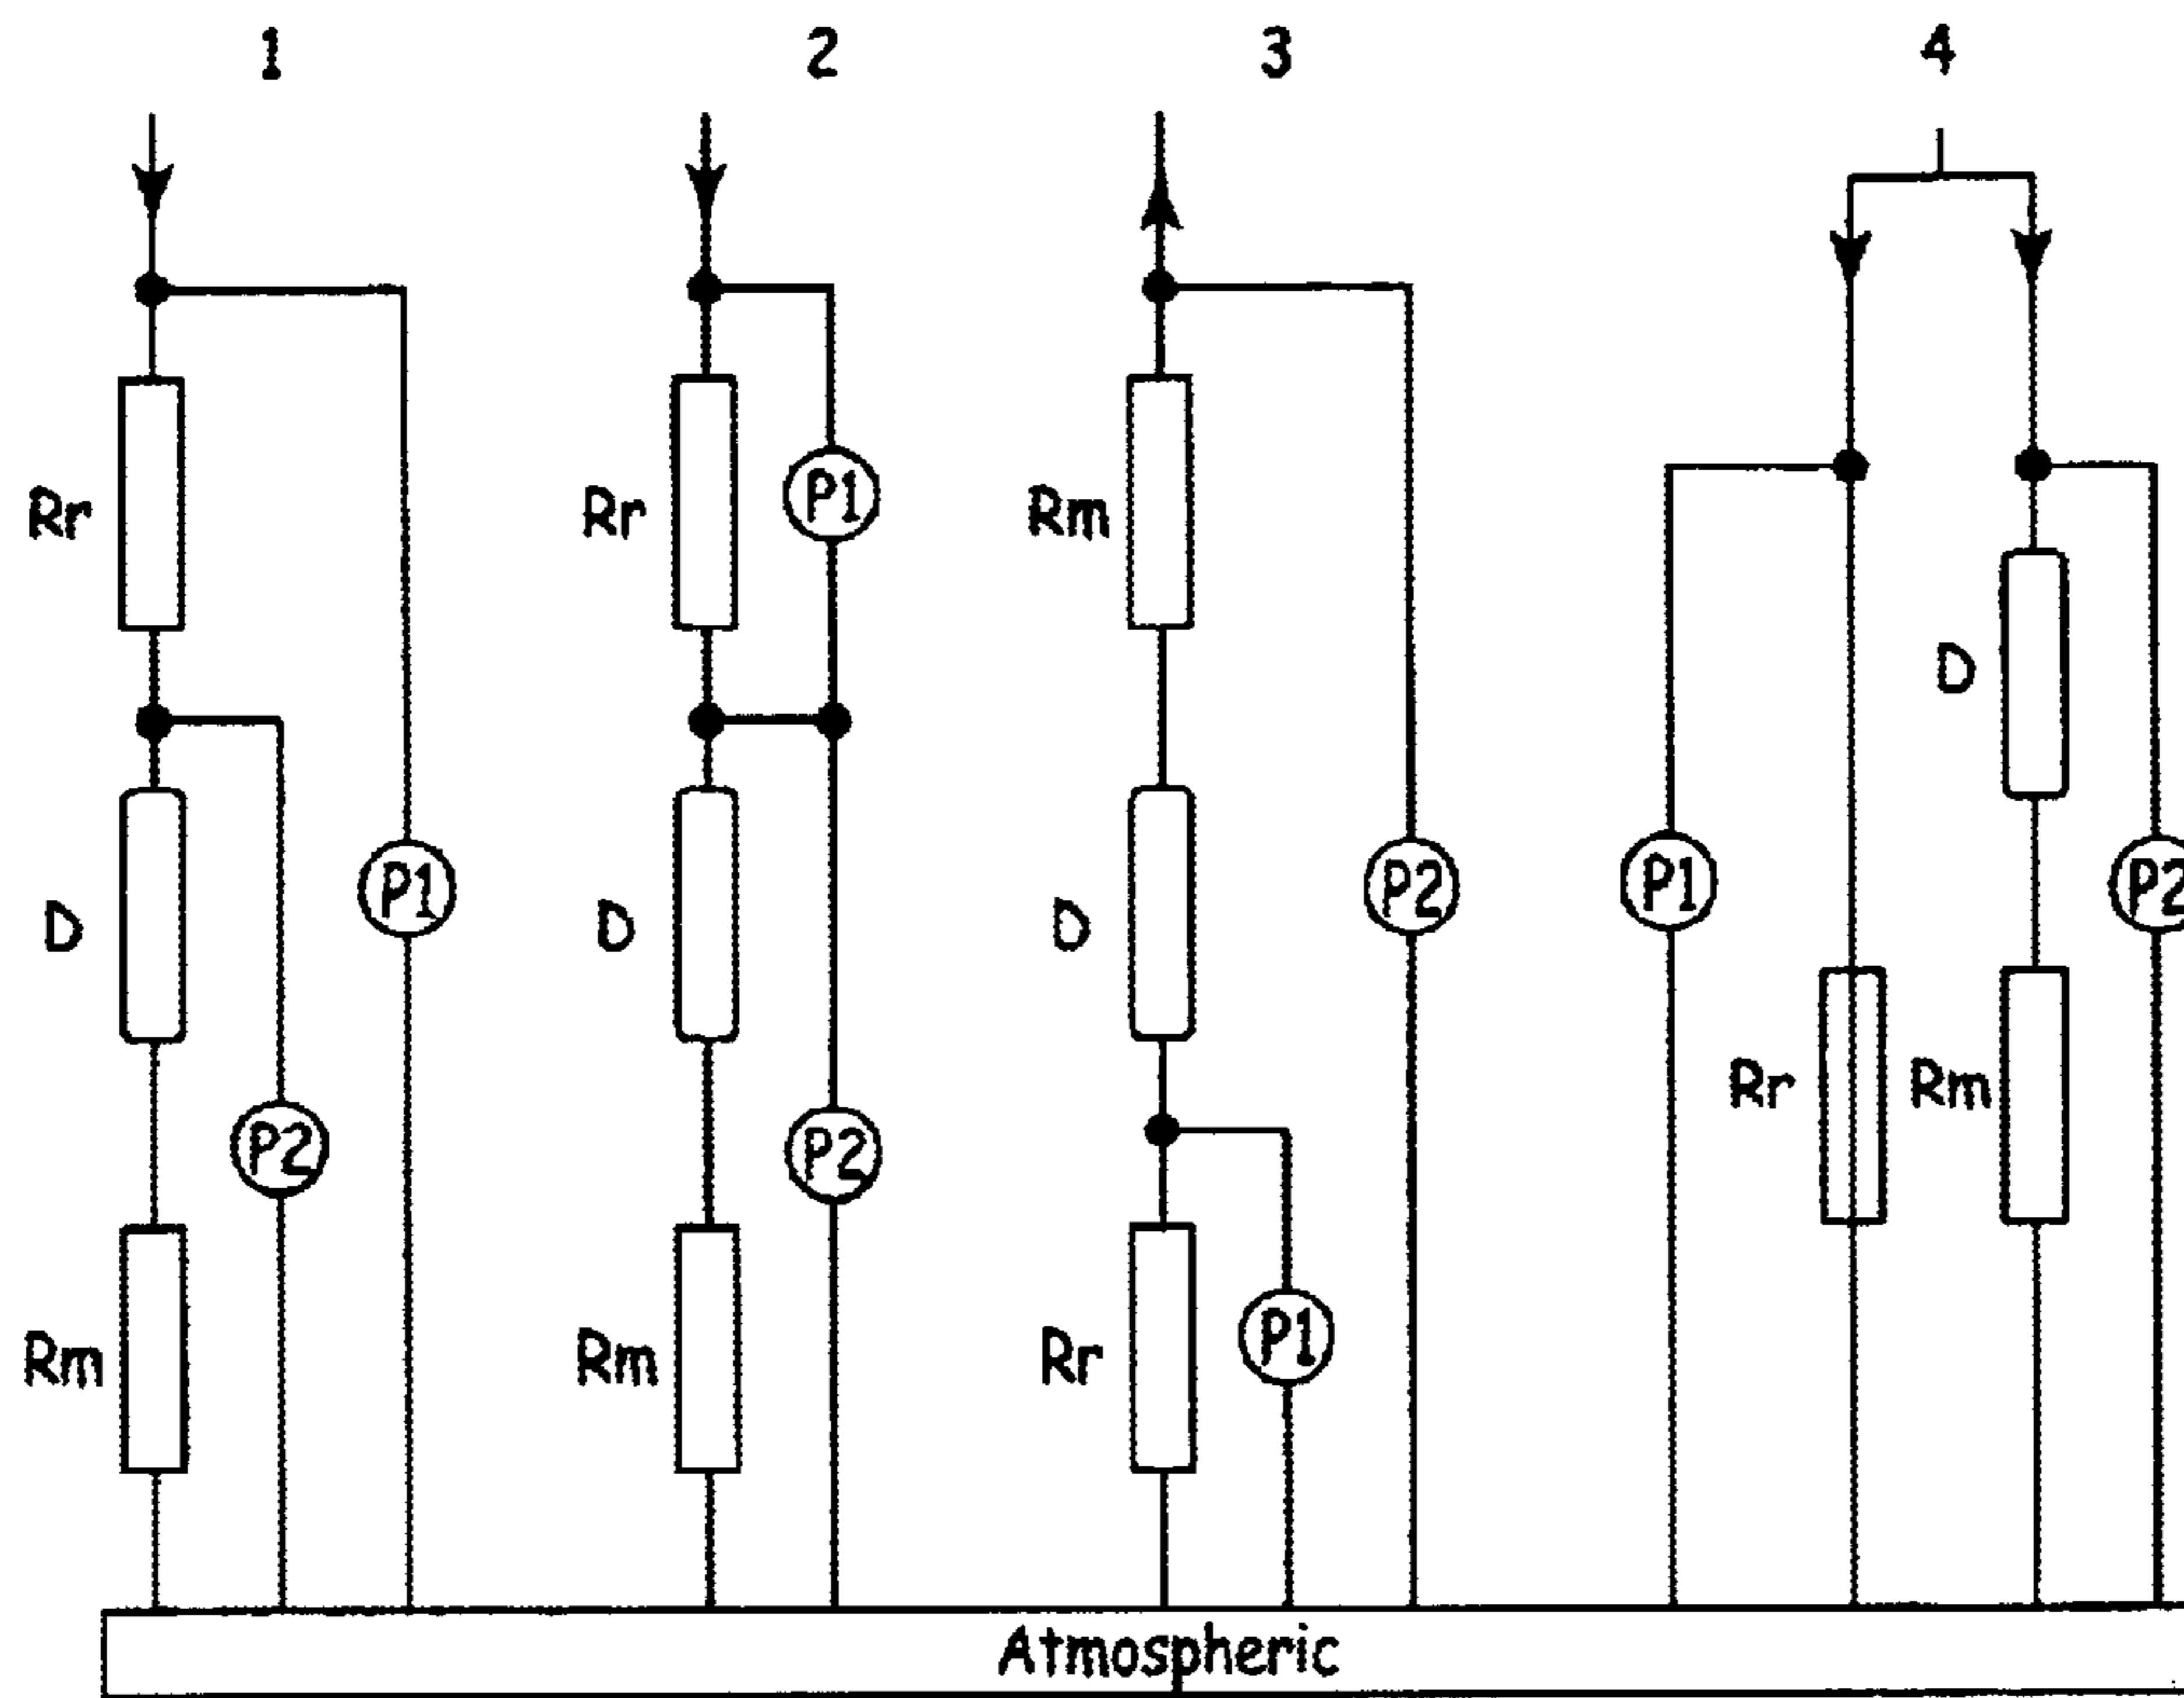 1 2 3 4
Rr Rr P1 Rm
D
D D P2 P1 P2
P1
P2 P2 Rr Rm
Rm Rm Rr P1
Atmospheric